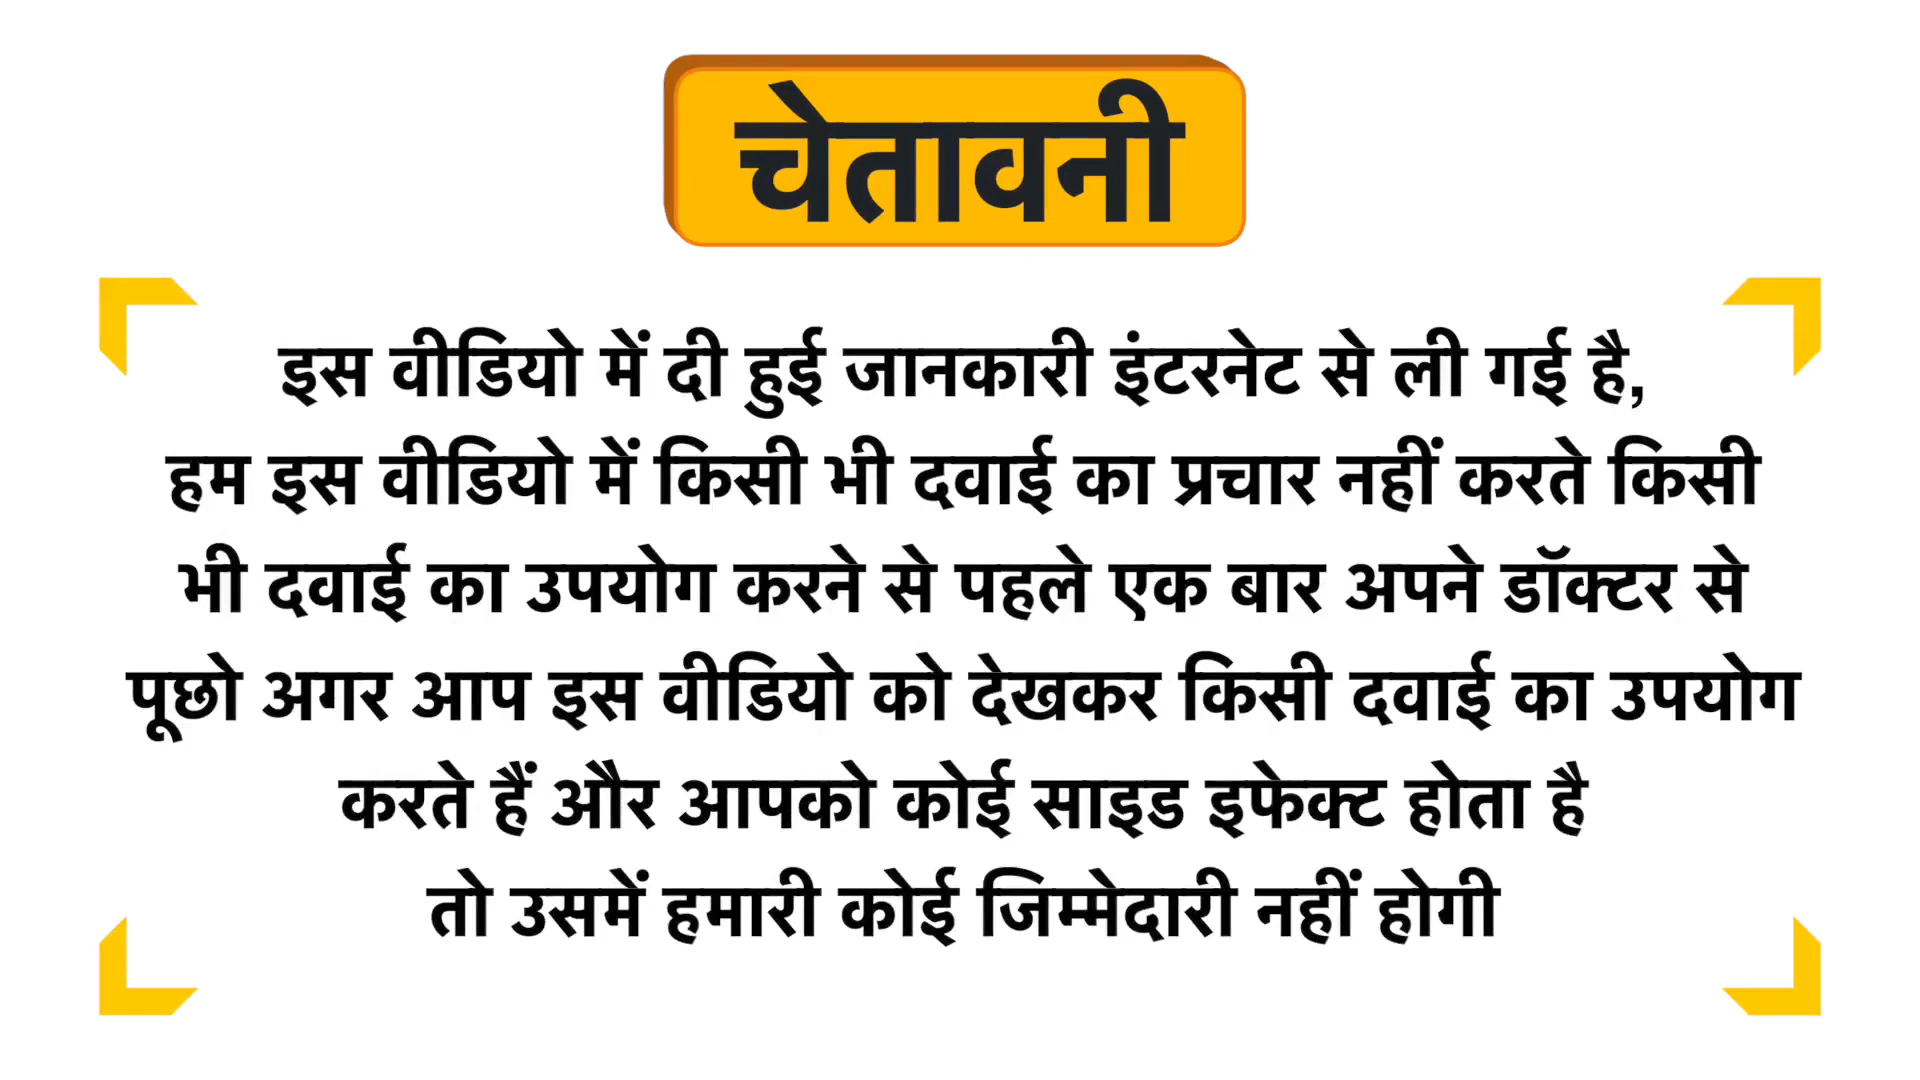 चेतावनी
इस वीडियो में दी हुई जानकारी इंटरनेट से ली गई है,
हम इस वीडियो में किसी भी दवाई का प्रचार नहीं करते किसी
भी दवाई का उपयोग करने से पहले एक बार अपने डॉक्टर से
पूछो अगर आप इस वीडियो को देखकर किसी दवाई का उपयोग
करते हैं और आपको कोई साइड इफेक्ट होता है
तो उसमें हमारी कोई जिम्मेदारी नहीं होगी